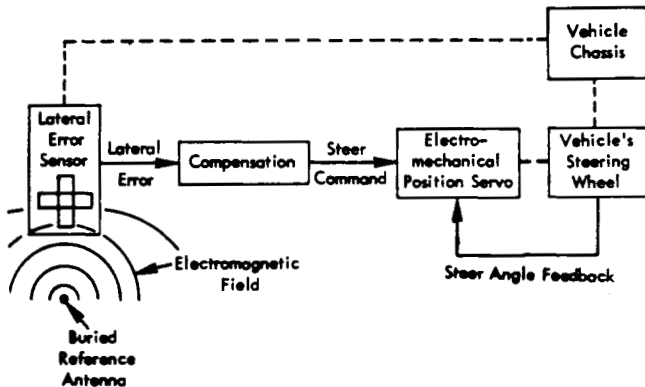 Vehicle
Chassis
Lateral
Error
Sensor
Lateral
Error
Compensation
Steer
Command
Electro-
mechanical
Position Servo
Vehicle's
Steering
Wheel
Electromagnetic
Field
Steer Angle Feedback
Buried
Reference
Antenna